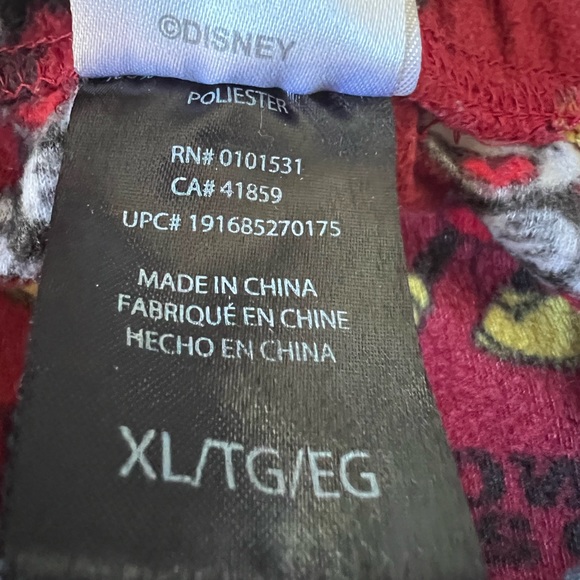 ©DISNEY
POLIESTER
RN# 0101531
CA# 41859
UPC# 191685270175
MADE IN CHINA
FABRIQUÉ EN CHINE
HECHO EN CHINA
XL/TG/EG